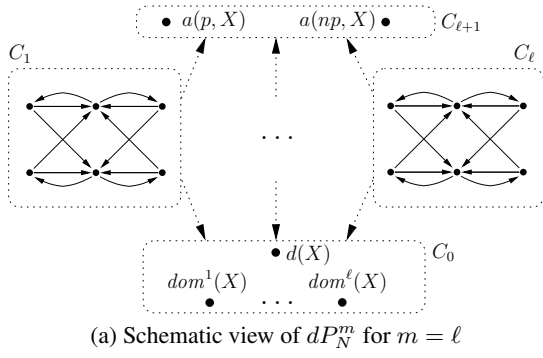 a(p, X) a(np, X) C_{ℓ+1}
C_1 C_ℓ
. . .
d(X) C_0
dom^1(X) . . . dom^ℓ(X)
(a) Schematic view of dP_N^m for m = ℓ